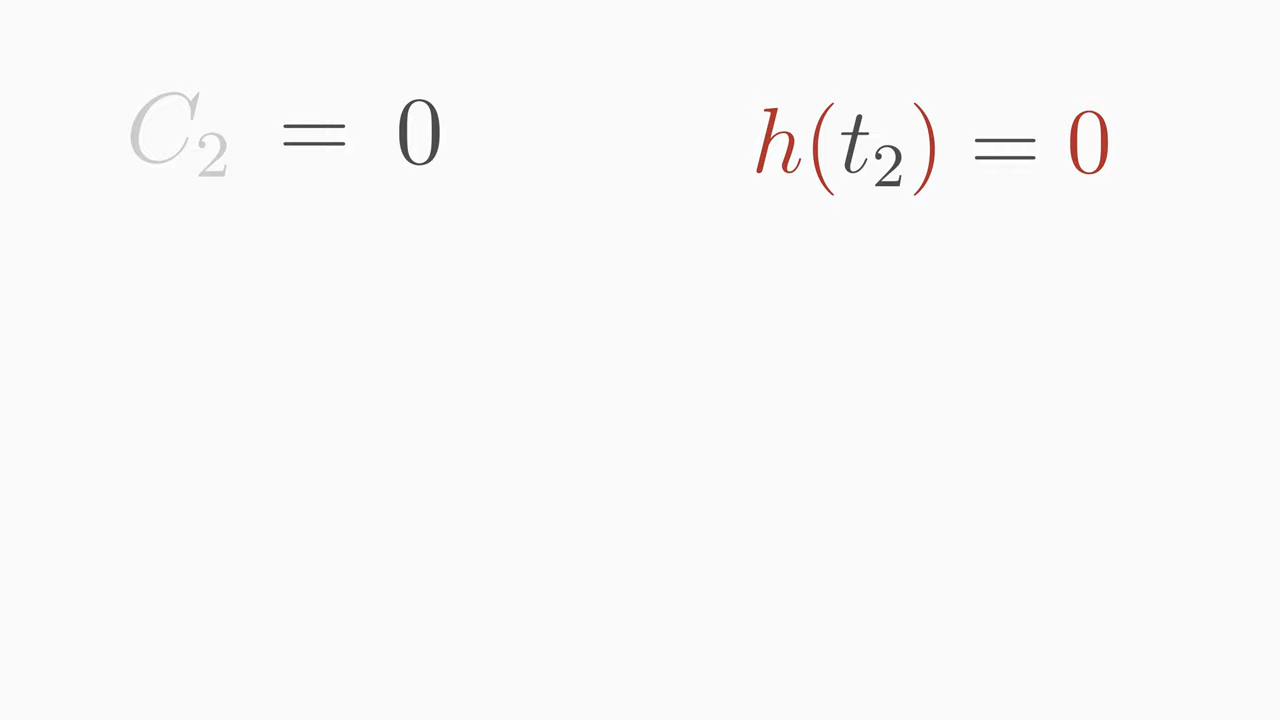 C₂ = 0
h(t₂) = 0